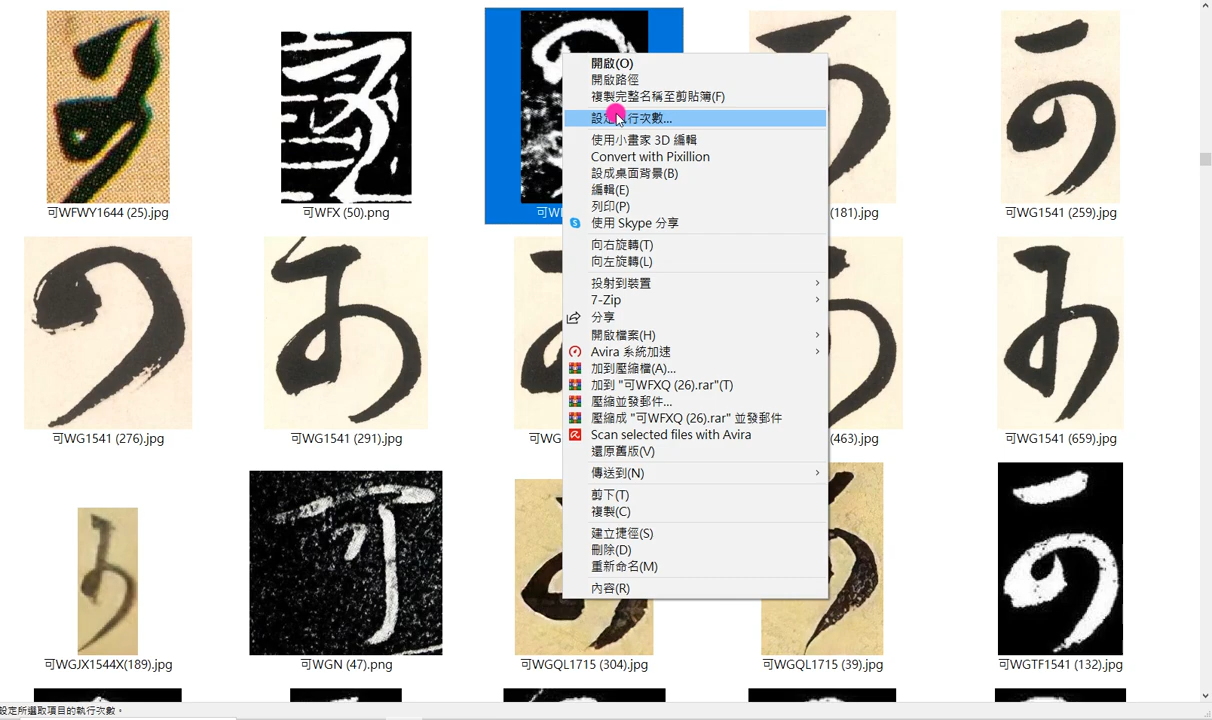 可WFWY1644 (25).jpg
可WFX (50).png
(181).jpg
可WG1541 (259).jpg
開啟(O)
開啟路徑
複製完整名稱至剪貼簿(F)
設定執行次數...
使用小畫家 3D 編輯
Convert with Pixillion
設成桌面背景(B)
編輯(E)
列印(P)
使用 Skype 分享
向右旋轉(T)
向左旋轉(L)
投射到裝置
7-Zip
分享
開啟檔案(H)
Avira 系統加速
加到壓縮檔(A)...
加到 "可WFXQ (26).rar"(T)
壓縮並發郵件...
壓縮成 "可WFXQ (26).rar" 並發郵件
Scan selected files with Avira
還原舊版(V)
傳送到(N)
剪下(T)
複製(C)
建立捷徑(S)
刪除(D)
重新命名(M)
內容(R)
可WG1541 (276).jpg
可WG1541 (291).jpg
可WG
(463).jpg
可WG1541 (659).jpg
可WGJX1544X(189).jpg
可WGN (47).png
可WGQL1715 (304).jpg
可WGQL1715 (39).jpg
可WGTF1541 (132).jpg
設定所選取項目的執行次數。